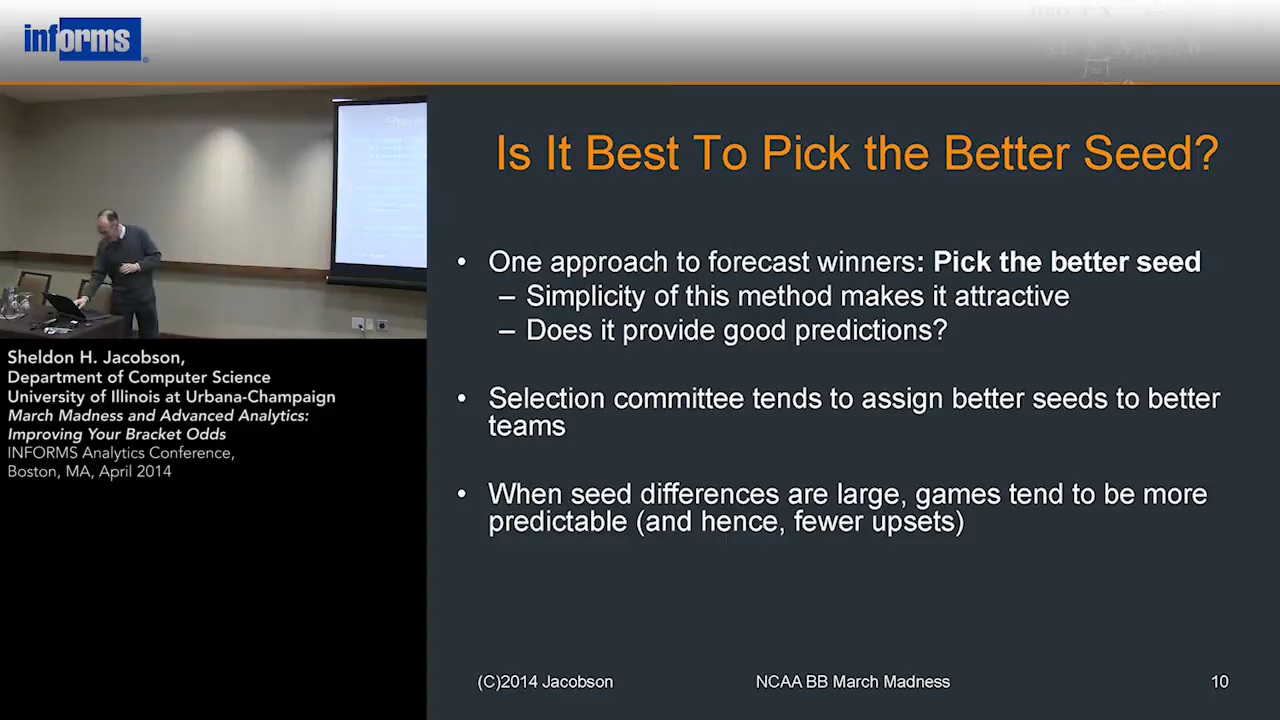 informs
Is It Best To Pick the Better Seed?
• One approach to forecast winners: Pick the better seed
– Simplicity of this method makes it attractive
– Does it provide good predictions?
• Selection committee tends to assign better seeds to better
teams
• When seed differences are large, games tend to be more
predictable (and hence, fewer upsets)
Sheldon H. Jacobson,
Department of Computer Science
University of Illinois at Urbana-Champaign
March Madness and Advanced Analytics:
Improving Your Bracket Odds
INFORMS Analytics Conference,
Boston, MA, April 2014
(C)2014 Jacobson
NCAA BB March Madness
10